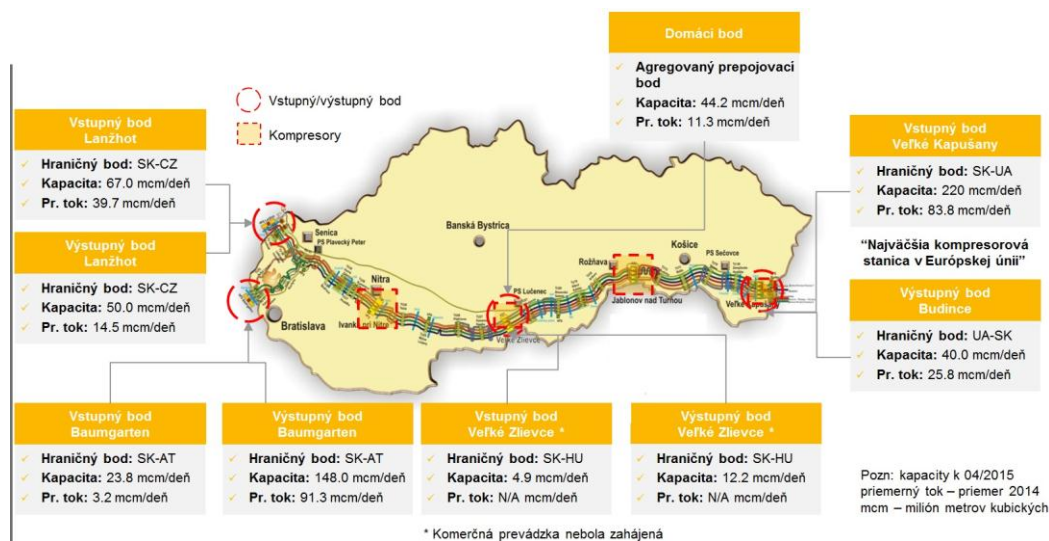 Domáci bod
✓ Agregovaný prepojovací
bod
✓ Kapacita: 44.2 mcm/deň
✓ Pr. tok: 11.3 mcm/deň
Vstupný/výstupný bod
Kompresory
Vstupný bod
Lanžhot
✓ Hraničný bod: SK-CZ
✓ Kapacita: 67.0 mcm/deň
✓ Pr. tok: 39.7 mcm/deň
Výstupný bod
Lanžhot
✓ Hraničný bod: SK-CZ
✓ Kapacita: 50.0 mcm/deň
✓ Pr. tok: 14.5 mcm/deň
Vstupný bod
Veľké Kapušany
✓ Hraničný bod: SK-UA
✓ Kapacita: 220 mcm/deň
✓ Pr. tok: 83.8 mcm/deň
“Najväčšia kompresorová
stanica v Európskej únii”
Výstupný bod
Budince
✓ Hraničný bod: UA-SK
✓ Kapacita: 40.0 mcm/deň
✓ Pr. tok: 25.8 mcm/deň
Senica
PS Plavecký Peter
Banská Bystrica
Košice
PS Sečovce
Rožňava
Nitra
PS Lučenec
Jablonov nad Turňou
Veľké Kapušany
Ivanka pri Nitre
Bratislava
Veľké Zlievce
Vstupný bod
Baumgarten
✓ Hraničný bod: SK-AT
✓ Kapacita: 23.8 mcm/deň
✓ Pr. tok: 3.2 mcm/deň
Výstupný bod
Baumgarten
✓ Hraničný bod: SK-AT
✓ Kapacita: 148.0 mcm/deň
✓ Pr. tok: 91.3 mcm/deň
Vstupný bod
Veľké Zlievce *
✓ Hraničný bod: SK-HU
✓ Kapacita: 4.9 mcm/deň
✓ Pr. tok: N/A mcm/deň
Výstupný bod
Veľké Zlievce *
✓ Hraničný bod: SK-HU
✓ Kapacita: 12.2 mcm/deň
✓ Pr. tok: N/A mcm/deň
Pozn: kapacity k 04/2015
priemerný tok – priemer 2014
mcm – milión metrov kubických
* Komerčná prevádzka nebola zahájená